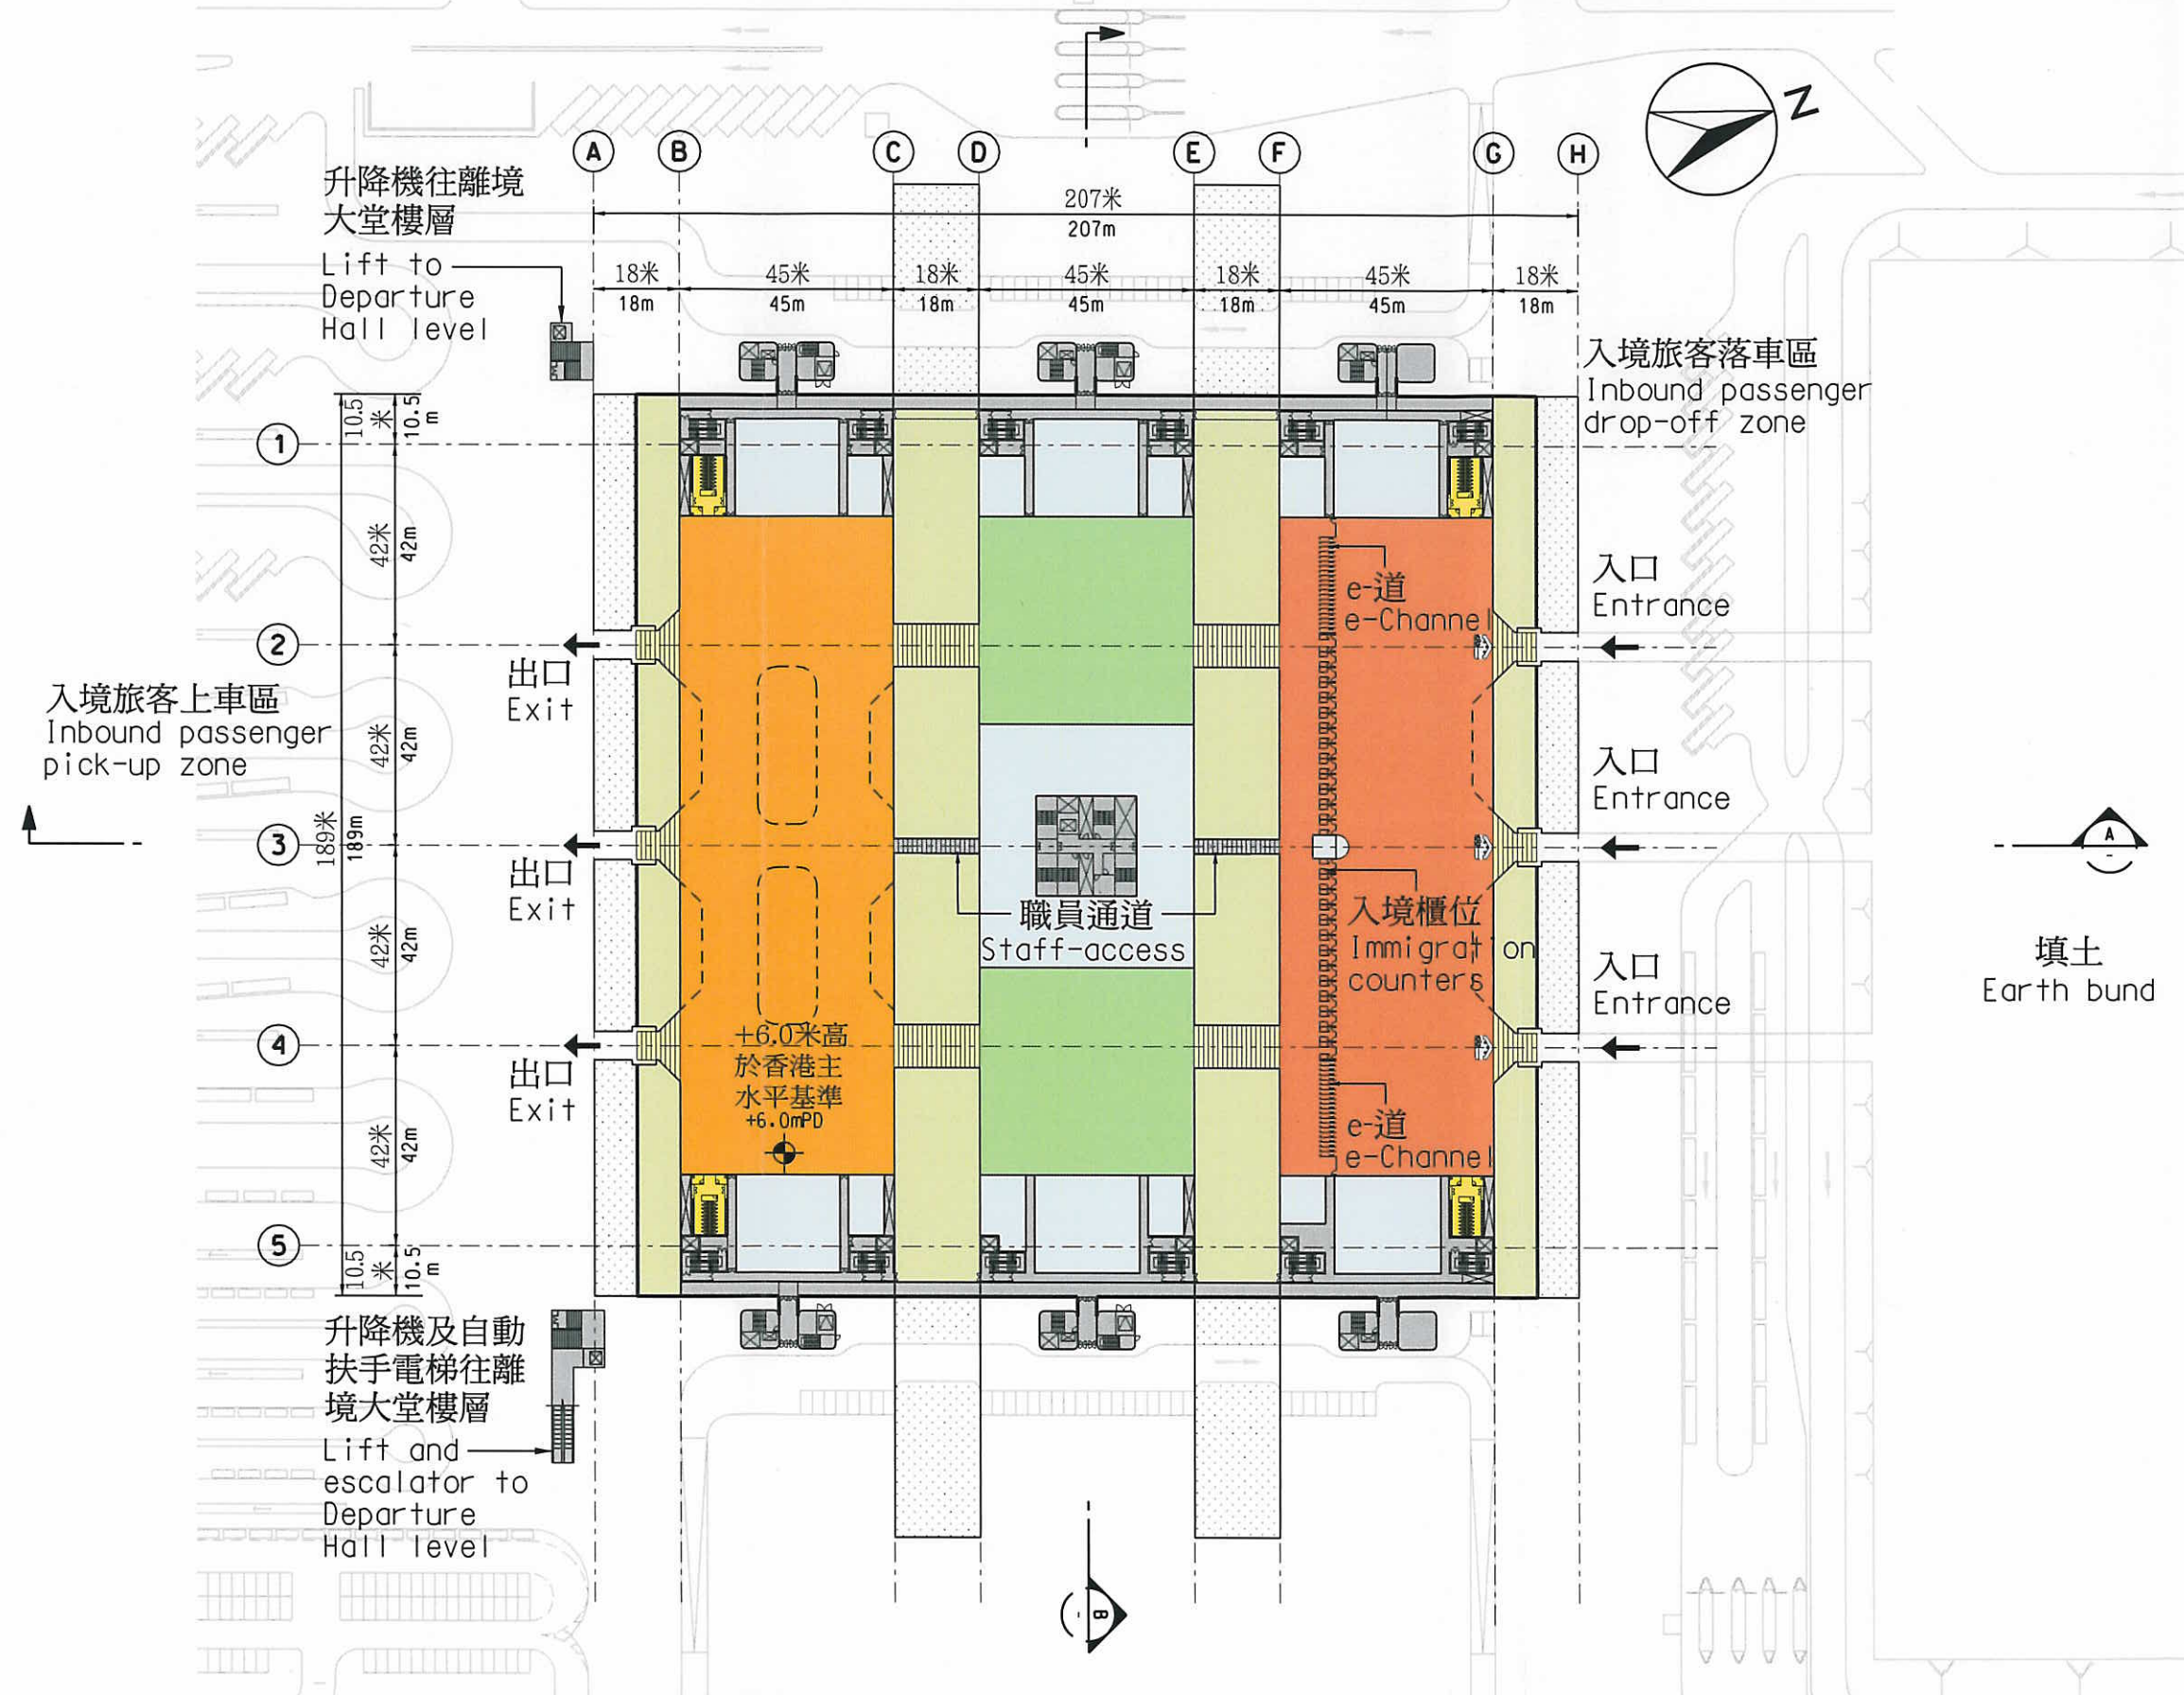 Z
A
B
C
D
E
F
G
H
207米
207m
18米
45米
18米
45米
18米
45米
18米
18m
45m
18m
45m
18m
45m
18m
升降機往離境
大堂樓層
Lift to
Departure
Hall level
入境旅客落車區
Inbound passenger
drop-off zone
10.5
米
10.5
m
1
42米
42m
2
42米
42m
189米
189m
3
42米
42m
4
42米
42m
5
10.5
米
10.5
m
e-道
e-Channel
入口
Entrance
出口
Exit
入境旅客上車區
Inbound passenger
pick-up zone
入口
Entrance
出口
Exit
職員通道
Staff-access
入境櫃位
Immigration
counters
入口
Entrance
A
填土
Earth bund
+6.0米高
於香港主
水平基準
+6.0mPD
出口
Exit
e-道
e-Channel
升降機及自動
扶手電梯往離
境大堂樓層
Lift and
escalator to
Departure
Hall level
B